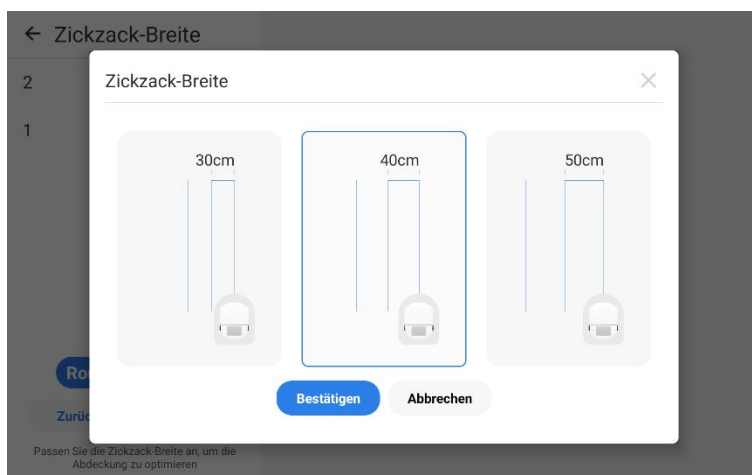 ← Zickzack-Breite
2
1
Zickzack-Breite
30cm
40cm
50cm
Bestätigen
Abbrechen
Passen Sie die Zickzack-Breite an, um die
Abdeckung zu optimieren